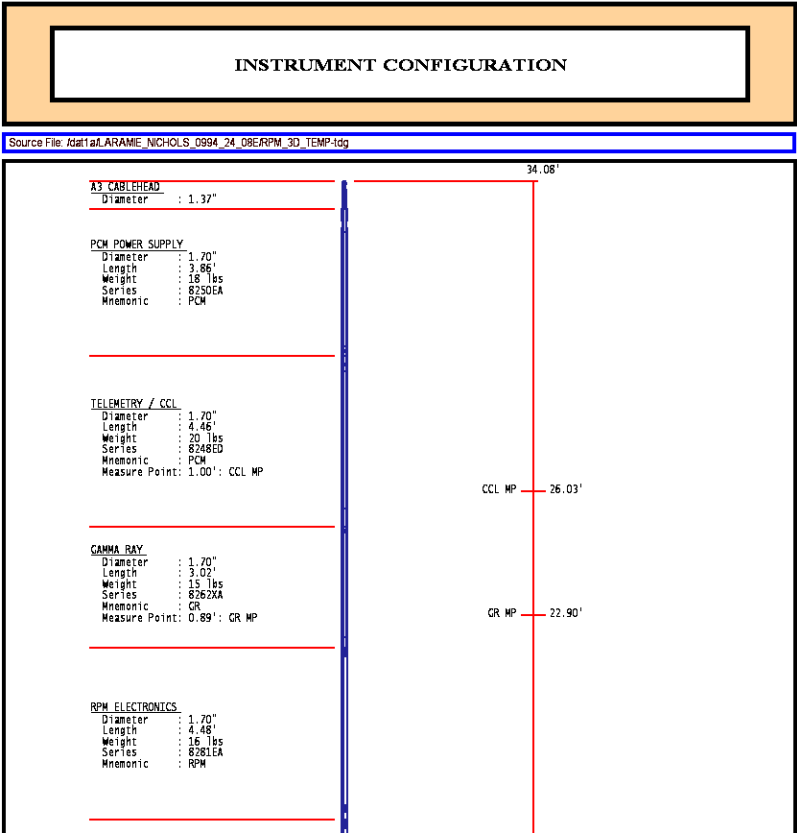 INSTRUMENT CONFIGURATION
Source File: /dat1a/LARAMIE_NICHOLS_0994_24_08E/RPM_3D_TEMP-tdg
34.08'
A3 CABLEHEAD
Diameter : 1.37"
PCM POWER SUPPLY
Diameter : 1.70"
Length : 3.86'
Weight : 18 lbs
Series : 8250EA
Mnemonic : PCM
TELEMETRY / CCL
Diameter : 1.70"
Length : 4.46'
Weight : 20 lbs
Series : 8248ED
Mnemonic : PCM
Measure Point: 1.00': CCL MP
CCL MP 26.03'
GAMMA RAY
Diameter : 1.70"
Length : 3.02'
Weight : 15 lbs
Series : 8262XA
Mnemonic : GR
Measure Point: 0.89': GR MP
GR MP 22.90'
RPM ELECTRONICS
Diameter : 1.70"
Length : 4.48'
Weight : 16 lbs
Series : 8281EA
Mnemonic : RPM